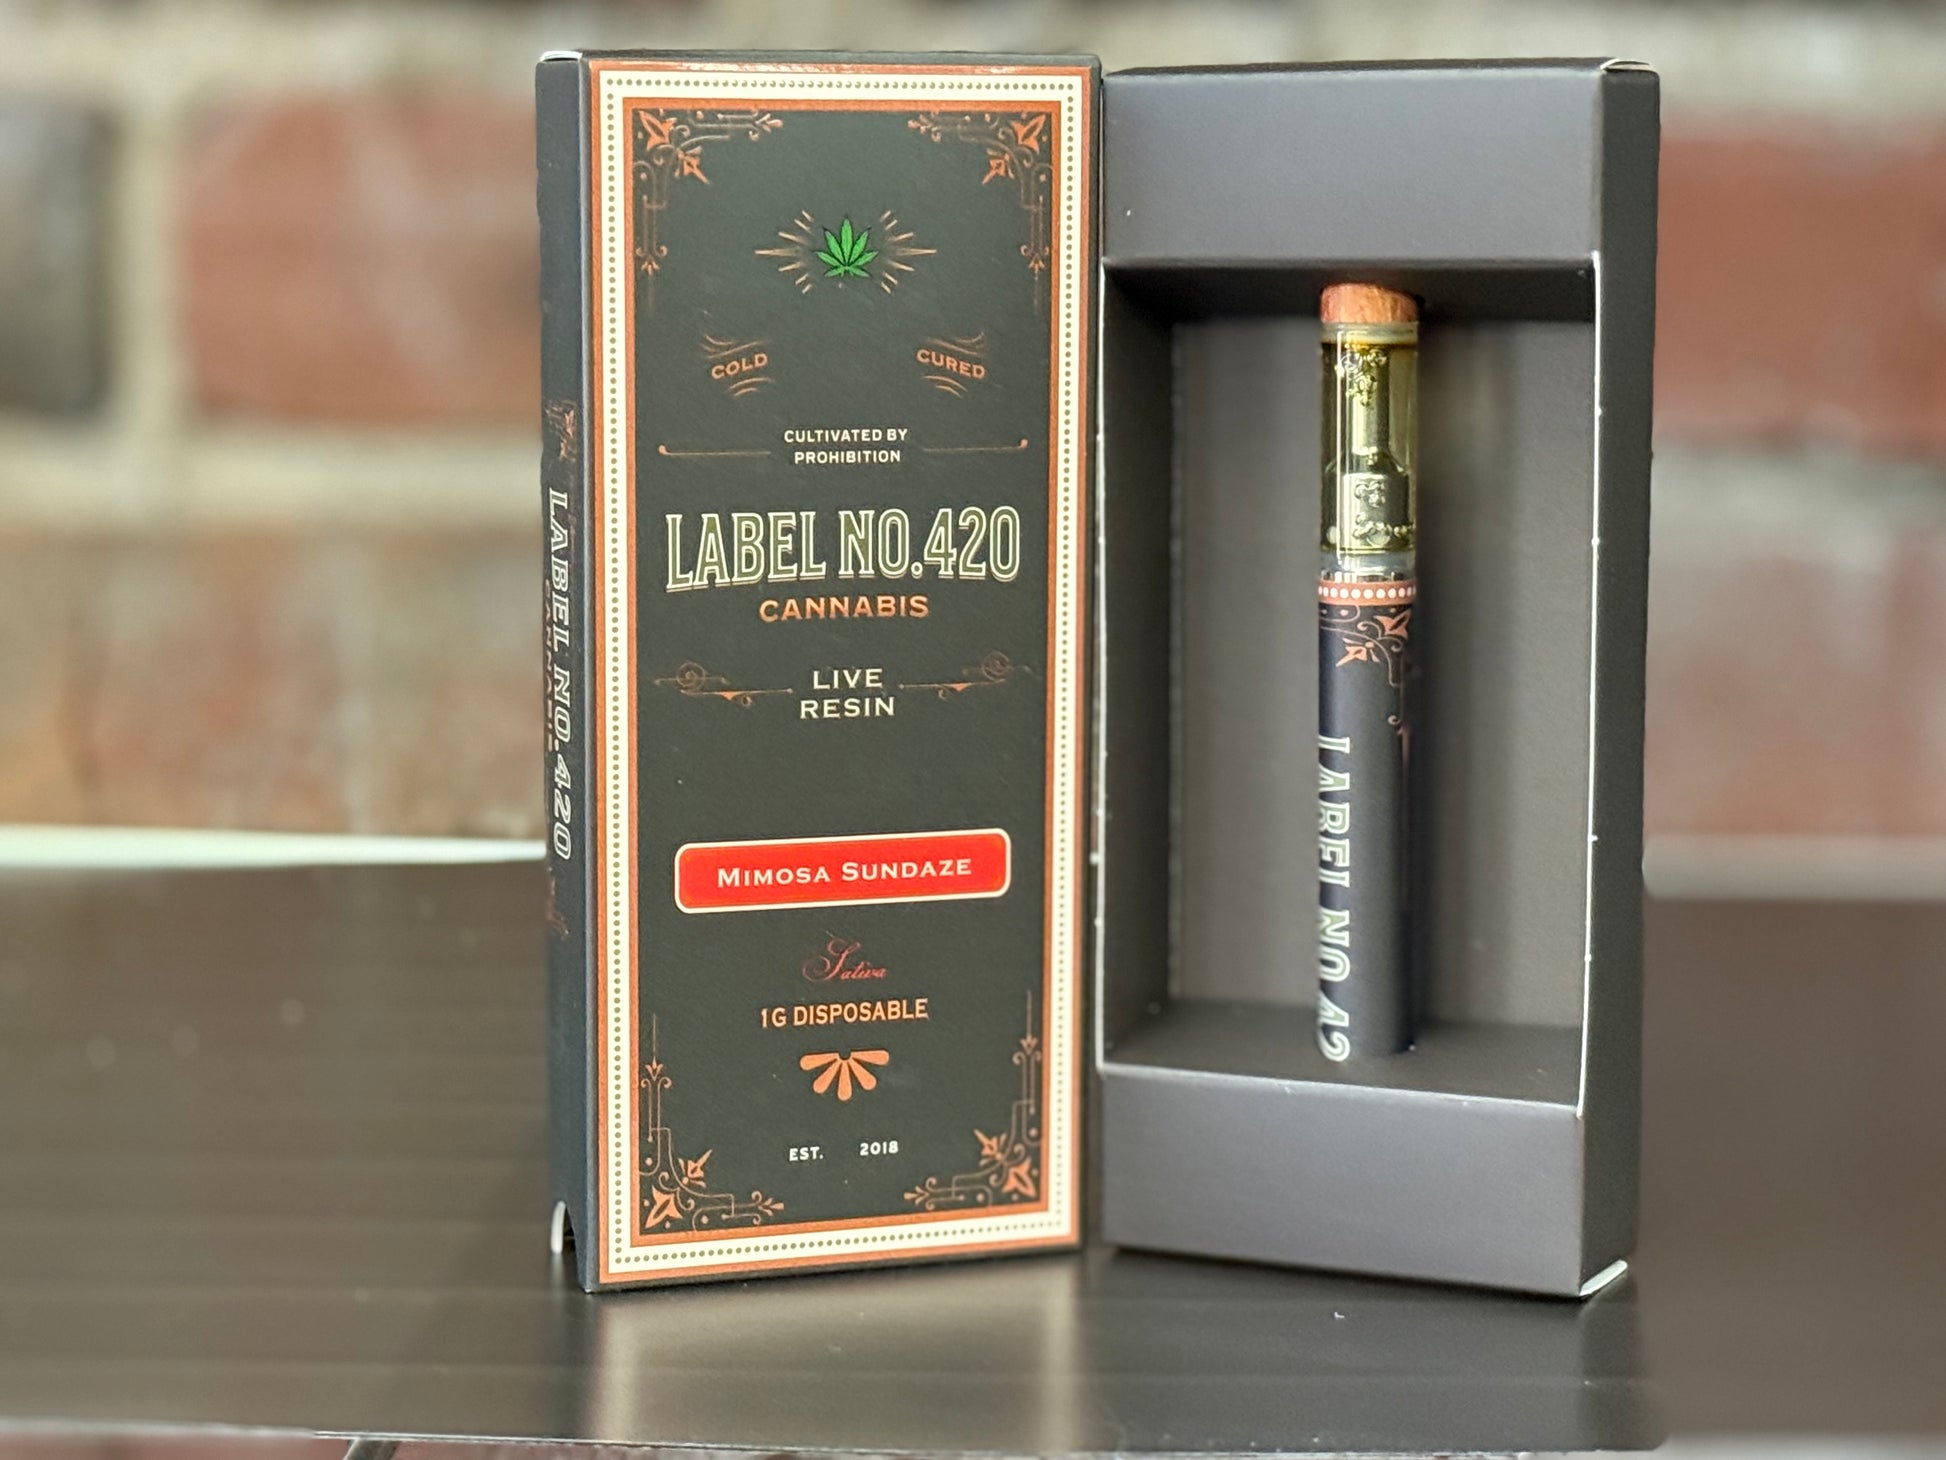 COLD CURED
CULTIVATED BY
PROHIBITION
LABEL NO.420
CANNABIS
LIVE
RESIN
MIMOSA SUNDAZE
Sativa
1G DISPOSABLE
EST. 2018
LABEL NO.420
CANNABIS
LABEL NO.42